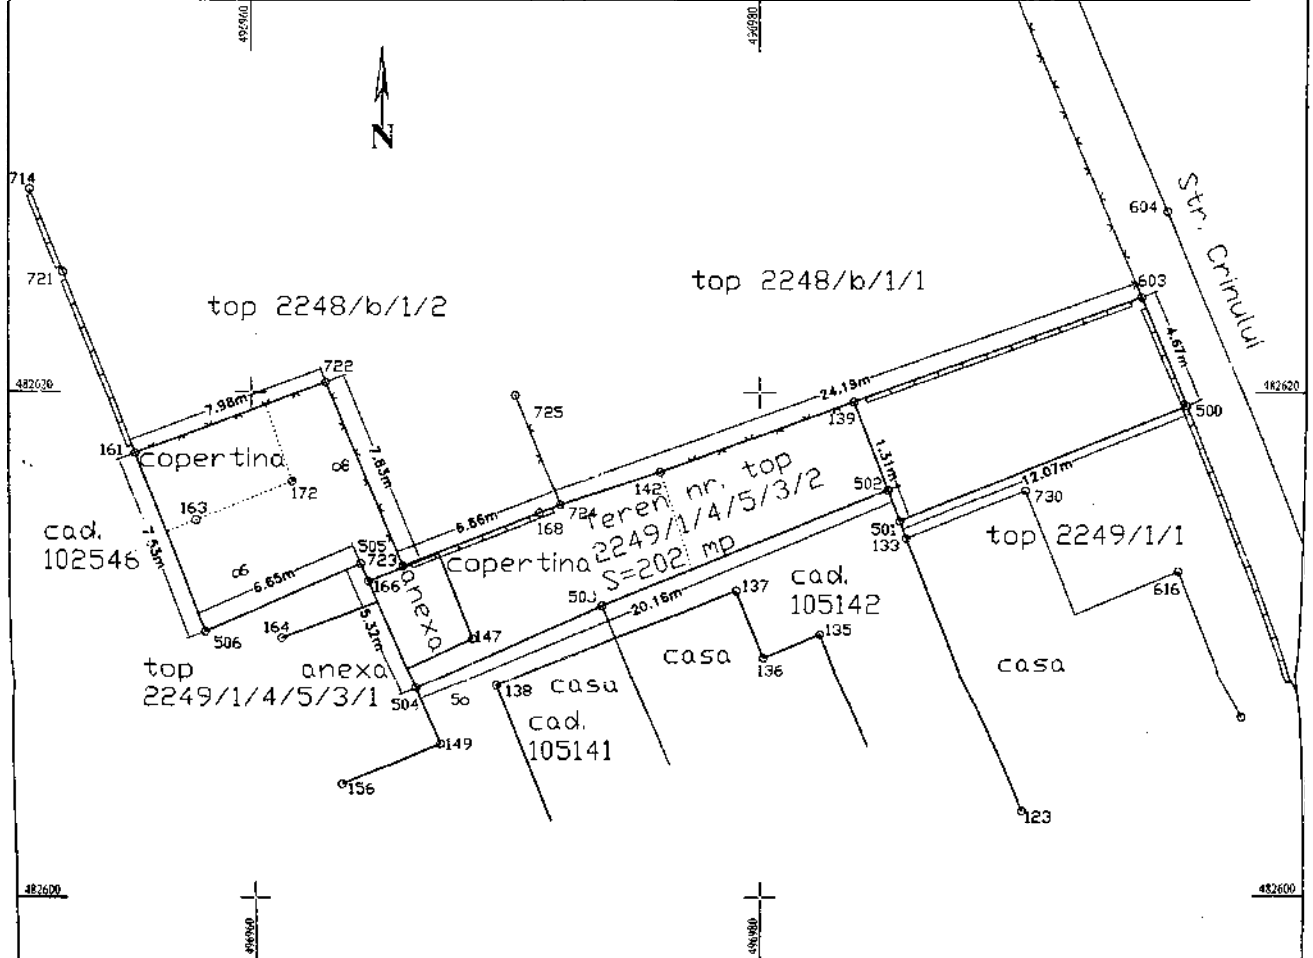 496960
496980
N
714
604
Str. Crinului
721
603
top 2248/b/1/1
top 2248/b/1/2
4.67m
722
482620
482620
24.19m
7.98m
725
139
500
161
copertina
7.83m
1.31m
12.07m
142
502
172
730
163
6.66m
168
724
Teren nr. top
2249/1/4/5/3/2
S=202 mp
501
133
top 2249/1/1
cad.
102546
7.53m
505
723
copertina
166
anexa
6.65m
cad.
105142
616
503
20.16m
137
135
506
164
5.32m
147
casa
136
casa
top
2249/1/4/5/3/1
anexa
504
138
casa
cad.
105141
149
156
123
482600
482600
496960
496980